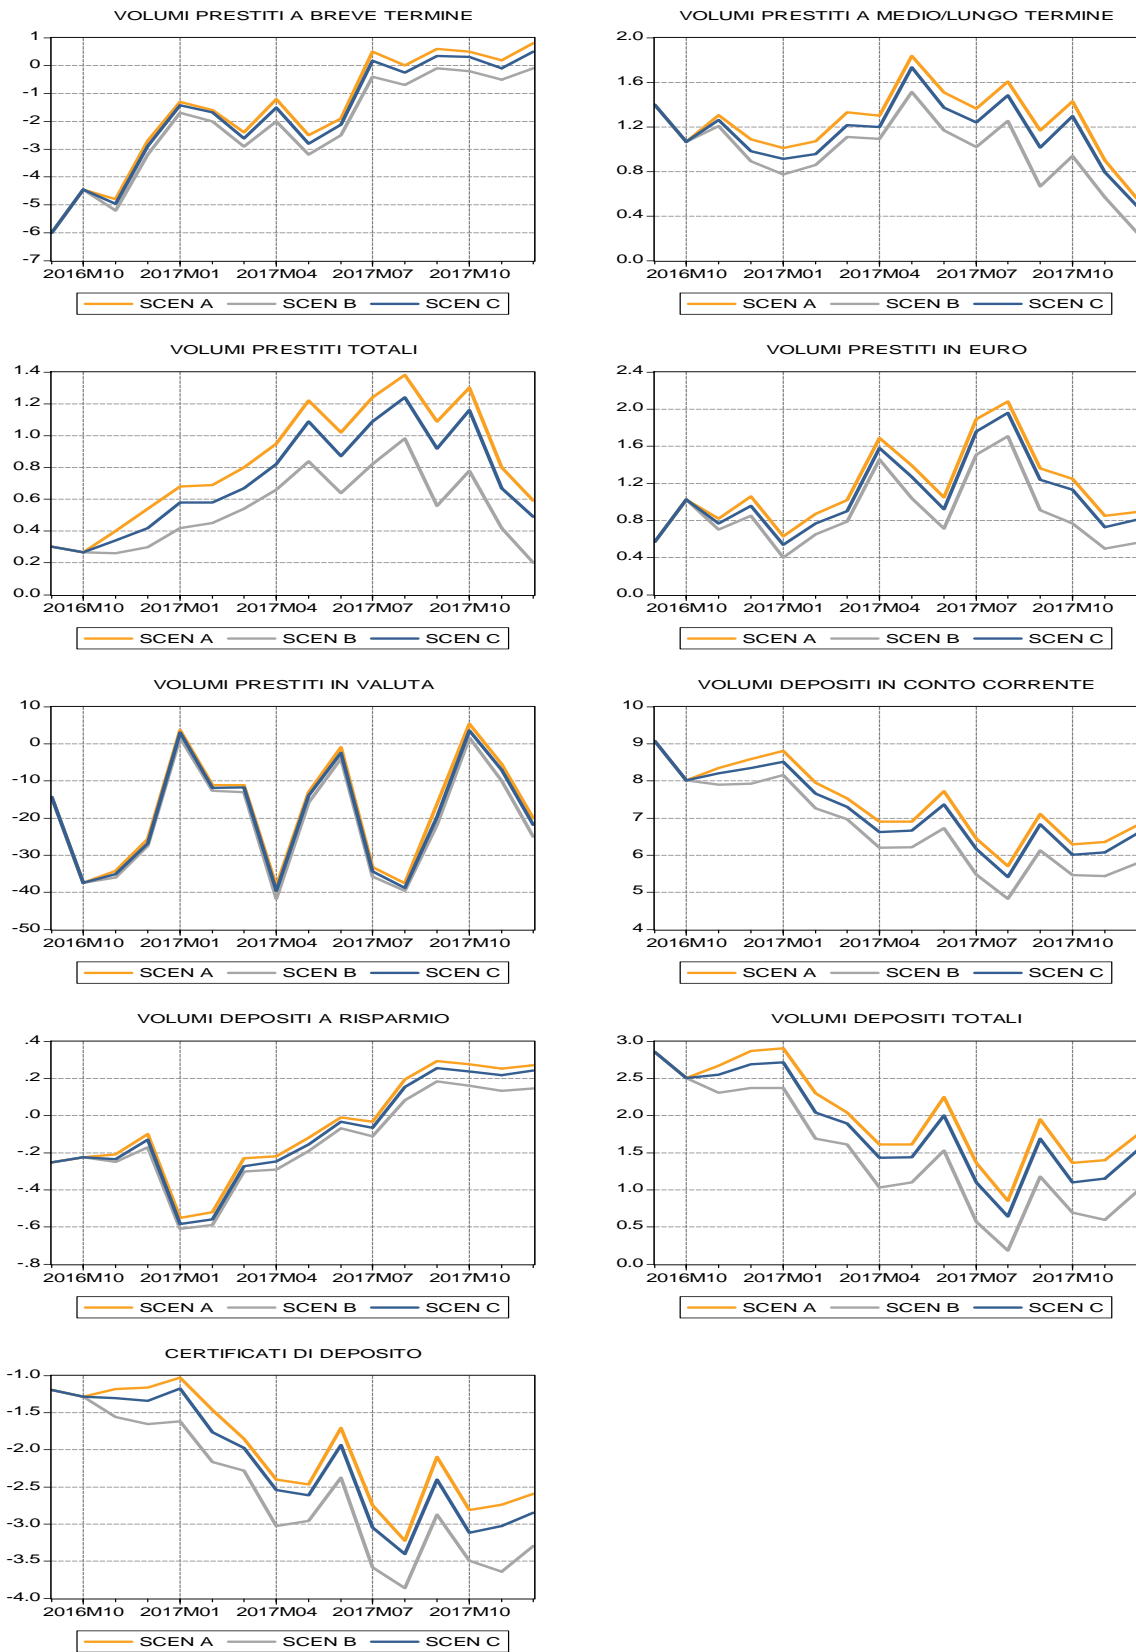 VOLUMI PRESTITI A BREVE TERMINE
1
0
-1
-2
-3
-4
-5
-6
-7
2016M10 2017M01 2017M04 2017M07 2017M10
SCEN A SCEN B SCEN C
VOLUMI PRESTITI A MEDIO/LUNGO TERMINE
2.0
1.6
1.2
0.8
0.4
0.0
2016M10 2017M01 2017M04 2017M07 2017M10
SCEN A SCEN B SCEN C
VOLUMI PRESTITI TOTALI
1.4
1.2
1.0
0.8
0.6
0.4
0.2
0.0
2016M10 2017M01 2017M04 2017M07 2017M10
SCEN A SCEN B SCEN C
VOLUMI PRESTITI IN EURO
2.4
2.0
1.6
1.2
0.8
0.4
0.0
2016M10 2017M01 2017M04 2017M07 2017M10
SCEN A SCEN B SCEN C
VOLUMI PRESTITI IN VALUTA
10
0
-10
-20
-30
-40
-50
2016M10 2017M01 2017M04 2017M07 2017M10
SCEN A SCEN B SCEN C
VOLUMI DEPOSITI IN CONTO CORRENTE
10
9
8
7
6
5
4
2016M10 2017M01 2017M04 2017M07 2017M10
SCEN A SCEN B SCEN C
VOLUMI DEPOSITI A RISPARMIO
.4
.2
.0
-.2
-.4
-.6
-.8
2016M10 2017M01 2017M04 2017M07 2017M10
SCEN A SCEN B SCEN C
VOLUMI DEPOSITI TOTALI
3.0
2.5
2.0
1.5
1.0
0.5
0.0
2016M10 2017M01 2017M04 2017M07 2017M10
SCEN A SCEN B SCEN C
CERTIFICATI DI DEPOSITO
-1.0
-1.5
-2.0
-2.5
-3.0
-3.5
-4.0
2016M10 2017M01 2017M04 2017M07 2017M10
SCEN A SCEN B SCEN C